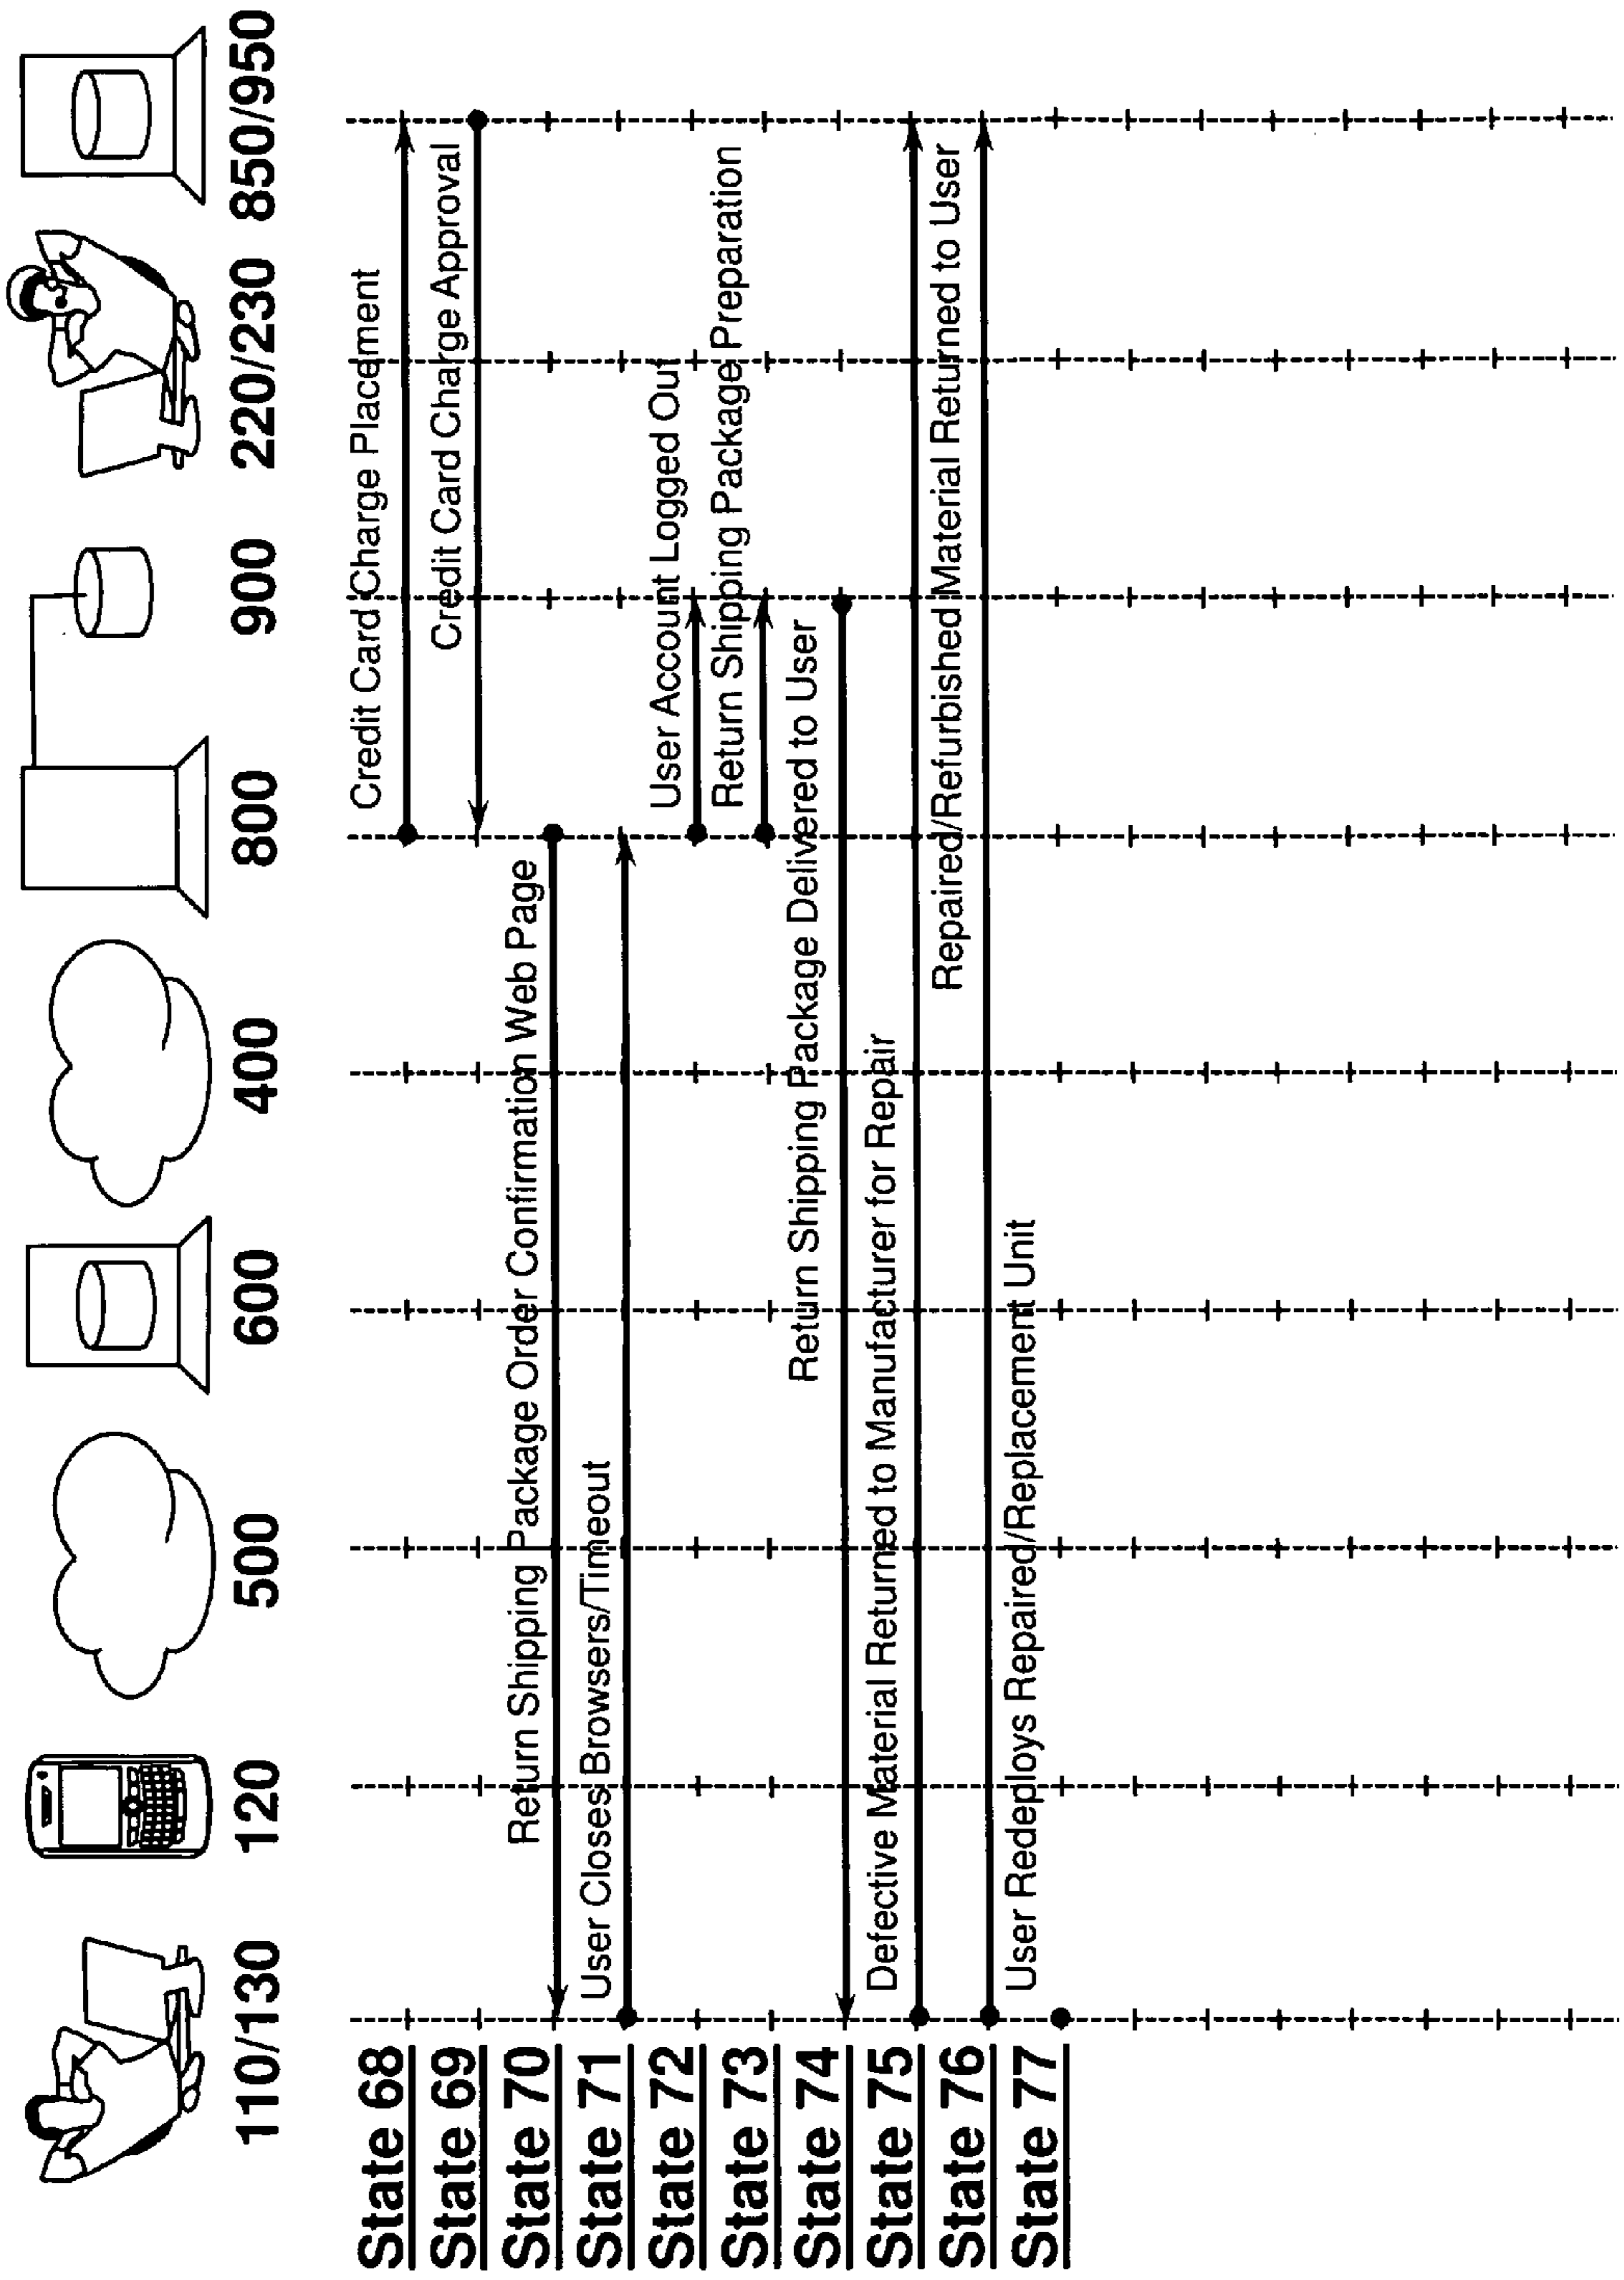 110/130
120
500
600
400
800
900
220/230
850/950
State 68
Credit Card Charge Placement
State 69
Credit Card Charge Approval
State 70
Return Shipping Package Order Confirmation Web Page
State 71
User Closes Browsers/Timeout
State 72
User Account Logged Out
State 73
Return Shipping Package Preparation
State 74
Return Shipping Package Delivered to User
State 75
Defective Material Returned to Manufacturer for Repair
State 76
Repaired/Refurbished Material Returned to User
State 77
User Redeploys Repaired/Replacement Unit